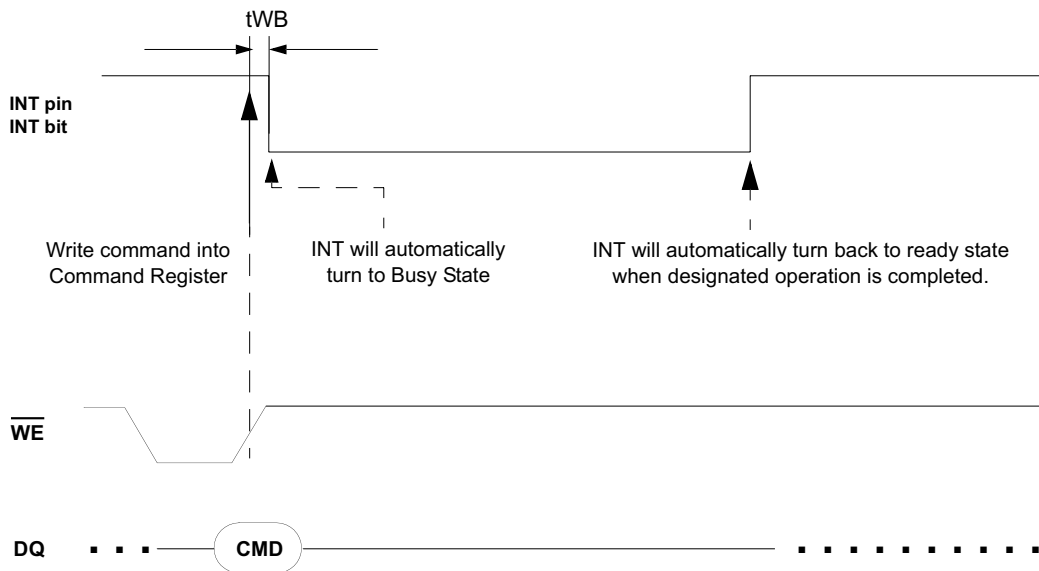 tWB
INT pin
INT bit
Write command into
Command Register
INT will automatically
turn to Busy State
INT will automatically turn back to ready state
when designated operation is completed.
WE
DQ
CMD